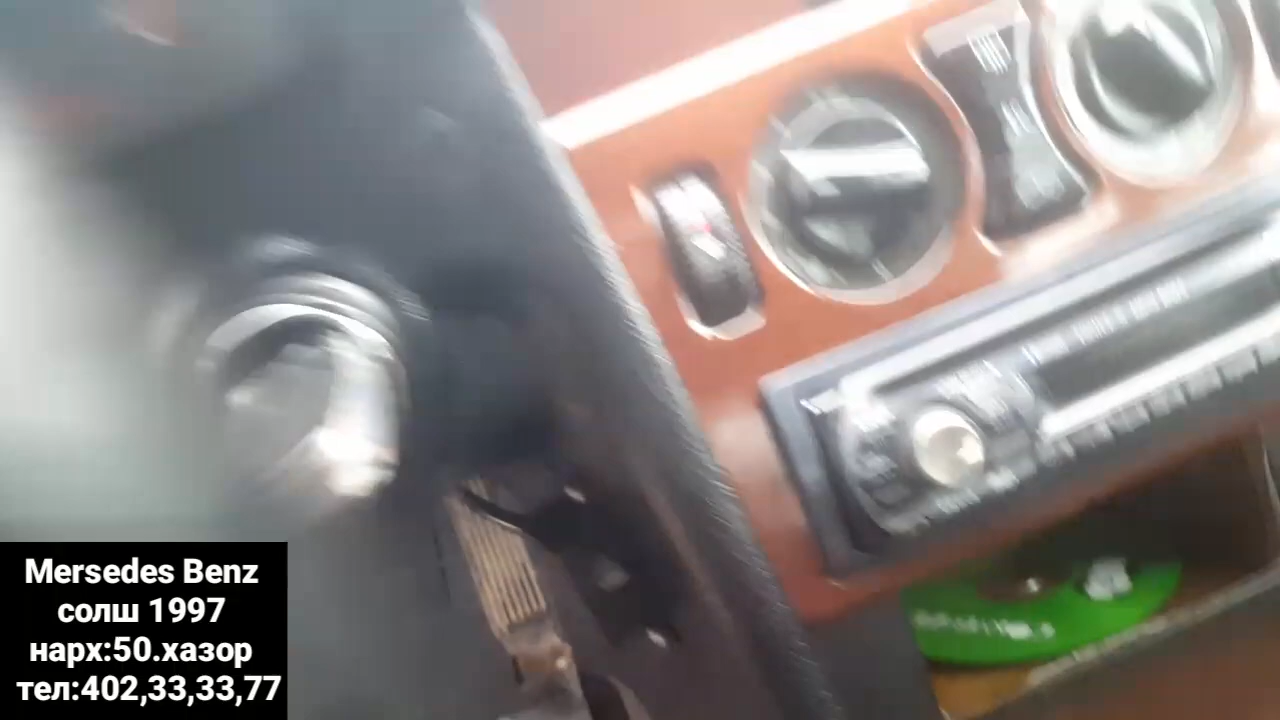 Mersedes Benz
солш 1997
нарх:50.хазор
тел:402,33,33,77